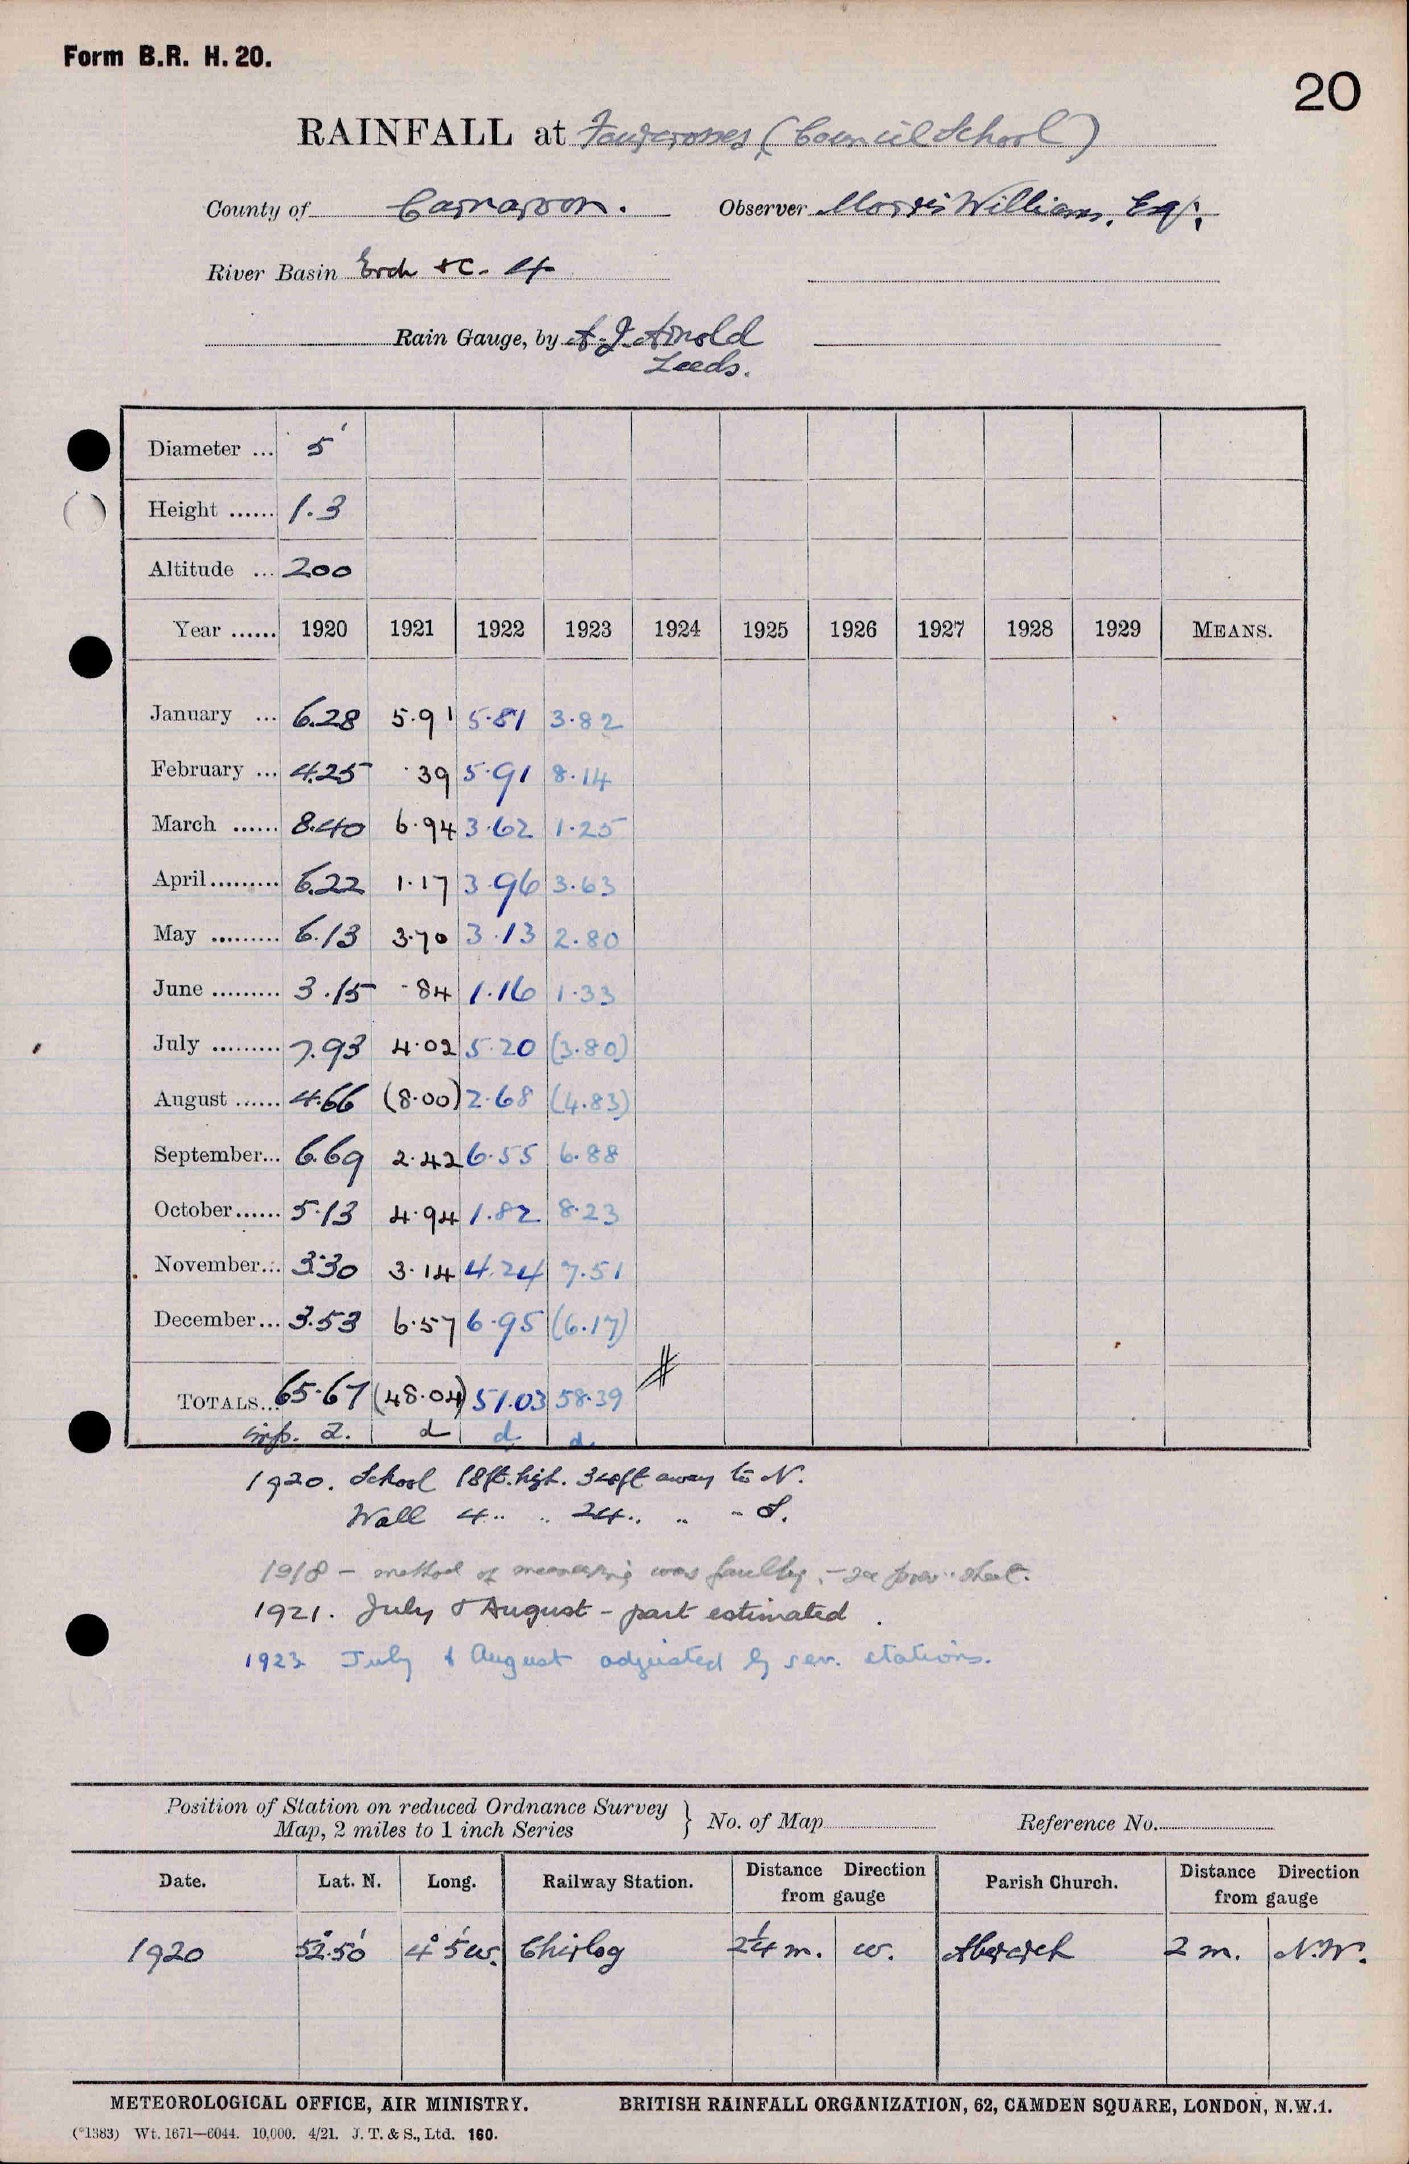 Form B.R. H. 20.
20
RAINFALL at Fourcrosses (Council School)
County of Carnarvon. Observer Morris Williams, Esq.,
River Basin Erch &c. 4
Rain Gauge, by A. J. Arnold
Leeds.
Diameter ... 5
Height ...... 1.3
Altitude ... 200
Year ...... 1920 1921 1922 1923 1924 1925 1926 1927 1928 1929 MEANS.
January ... 6.28 5.91 5.81 3.82
February ... 4.25 .39 5.91 8.14
March ...... 8.40 6.94 3.62 1.25
April ......... 6.22 1.17 3.96 3.63
May ......... 6.13 3.70 3.13 2.80
June ......... 3.15 .84 1.16 1.33
July ......... 7.93 4.02 5.20 (3.80)
August ...... 4.66 (8.00) 2.68 (4.83)
September... 6.69 2.42 6.55 6.88
October...... 5.13 4.94 1.82 8.23
November... 3.30 3.14 4.24 7.51
December... 3.53 6.57 6.95 (6.17)
TOTALS... 65.67 (48.04) 51.03 58.39
d d d
1920. School 18ft. high. 340ft away to N.
Wall 4 " " 24 " " " S.
1918 - method of measuring was faulty, - see prev. sheet.
1921. July & August - part estimated.
1923 July & August adjusted by sev. stations.
Position of Station on reduced Ordnance Survey
Map, 2 miles to 1 inch Series } No. of Map Reference No.
Date. Lat. N. Long. Railway Station. Distance Direction from gauge Parish Church. Distance Direction from gauge
1920 52° 50' 4° 5' W. Chwilog 2¼ m. W. Abererch 2 m. N.W.
METEOROLOGICAL OFFICE, AIR MINISTRY. BRITISH RAINFALL ORGANIZATION, 62, CAMDEN SQUARE, LONDON, N.W.1.
(*1383) Wt. 1671—6044. 10,000. 4/21. J. T. & S., Ltd. 160.